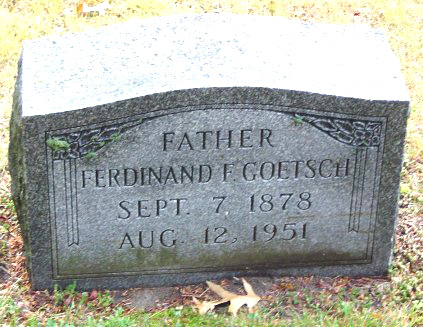 FATHER
FERDINAND F. GOETSCH
SEPT. 7, 1878
AUG. 12, 1951